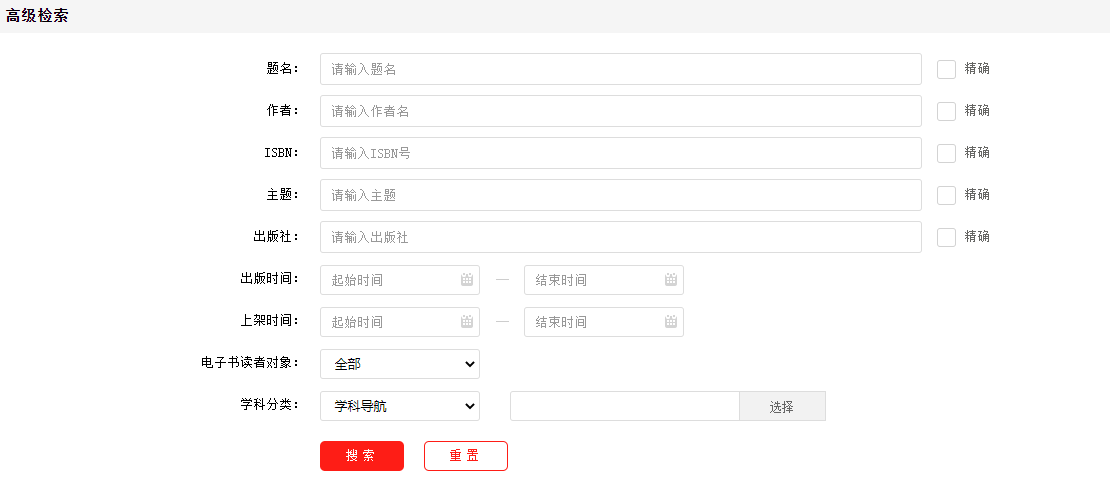 高级检索
题名： 请输入题名 精确
作者： 请输入作者名 精确
ISBN： 请输入ISBN号 精确
主题： 请输入主题 精确
出版社： 请输入出版社 精确
出版时间： 起始时间 — 结束时间
上架时间： 起始时间 — 结束时间
电子书读者对象： 全部
学科分类： 学科导航 选择
搜 索 重 置